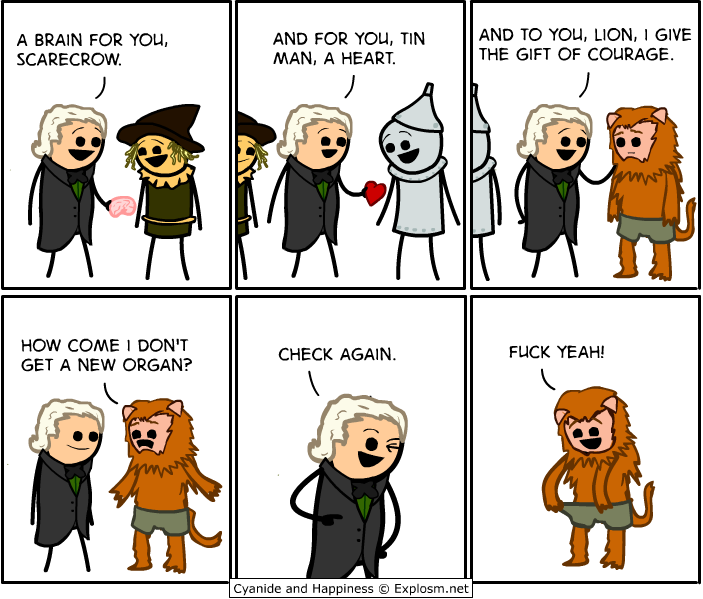 A BRAIN FOR YOU,
SCARECROW.
AND FOR YOU, TIN
MAN, A HEART.
AND TO YOU, LION, I GIVE
THE GIFT OF COURAGE.
HOW COME I DON'T
GET A NEW ORGAN?
CHECK AGAIN.
FUCK YEAH!
Cyanide and Happiness © Explosm.net